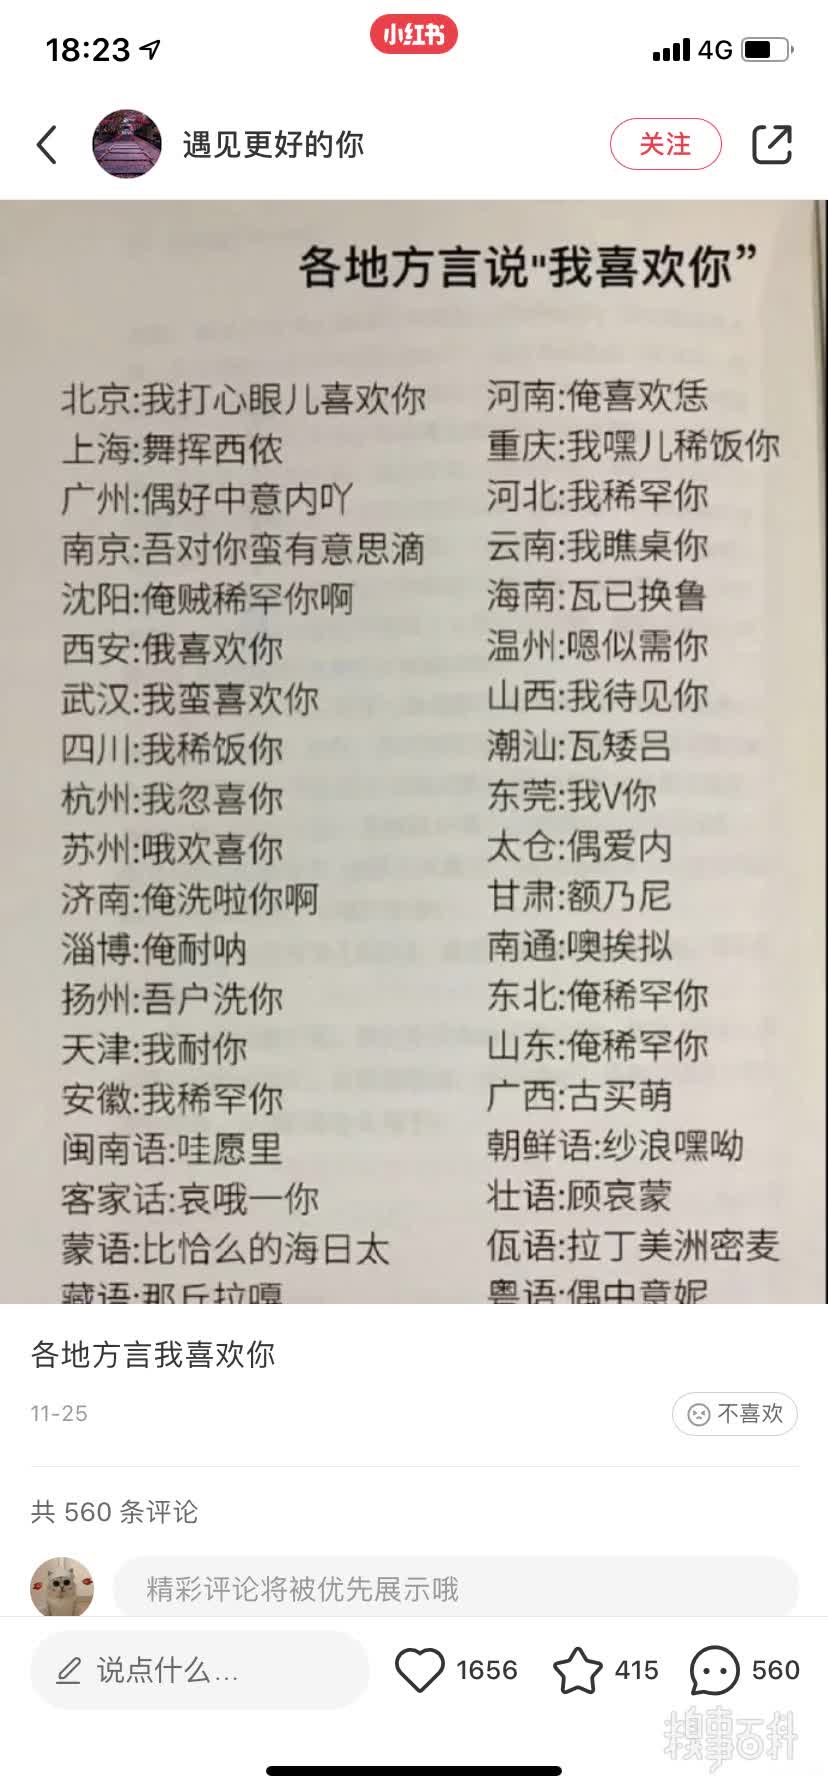 18:23
小红书
4G
遇见更好的你
关注
各地方言说"我喜欢你”
北京:我打心眼儿喜欢你
上海:舞挥西侬
广州:偶好中意内吖
南京:吾对你蛮有意思滴
沈阳:俺贼稀罕你啊
西安:俄喜欢你
武汉:我蛮喜欢你
四川:我稀饭你
杭州:我忽喜你
苏州:哦欢喜你
济南:俺洗啦你啊
淄博:俺耐呐
扬州:吾户洗你
天津:我耐你
安徽:我稀罕你
闽南语:哇愿里
客家话:哀哦一你
蒙语:比恰么的海日太
藏语:那丘拉嘎
河南:俺喜欢恁
重庆:我嘿儿稀饭你
河北:我稀罕你
云南:我瞧桌你
海南:瓦已换鲁
温州:嗯似需你
山西:我待见你
潮汕:瓦矮吕
东莞:我V你
太仓:偶爱内
甘肃:额乃尼
南通:噢挨拟
东北:俺稀罕你
山东:俺稀罕你
广西:古买萌
朝鲜语:纱浪嘿呦
壮语:顾哀蒙
佤语:拉丁美洲密麦
粤语:偶中意妮
各地方言我喜欢你
11-25
不喜欢
共 560 条评论
精彩评论将被优先展示哦
说点什么...
1656
415
560
糗事百科